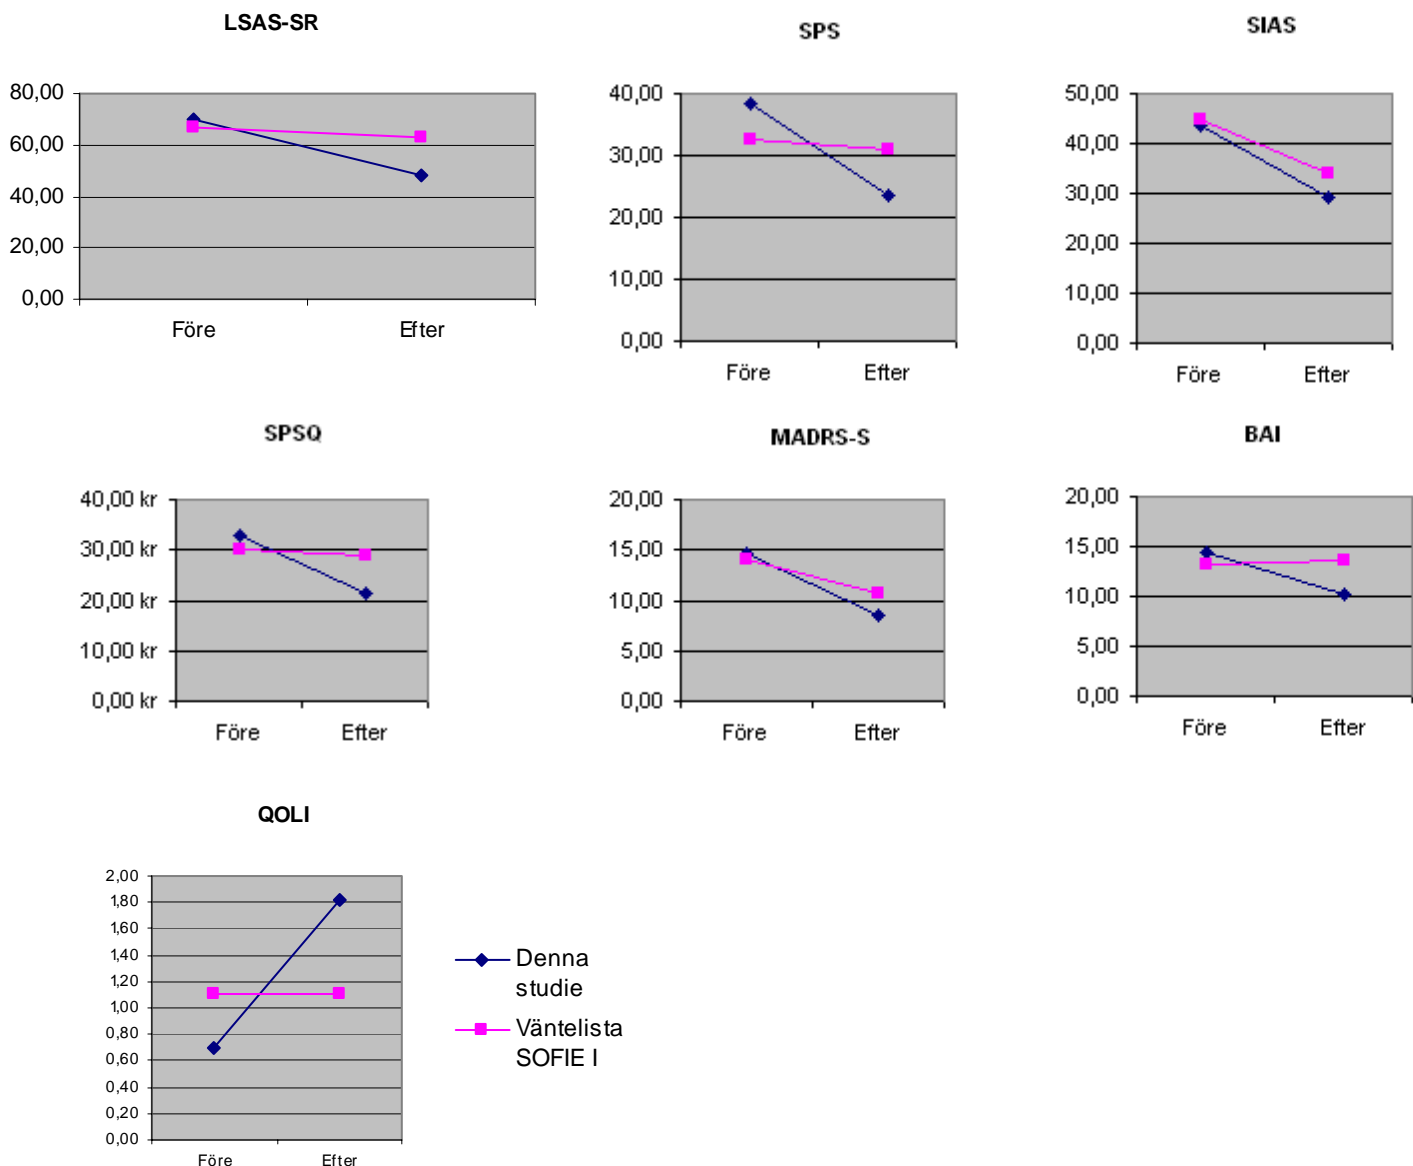 LSAS-SR
80,00
60,00
40,00
20,00
0,00
Före Efter
SPS
40,00
30,00
20,00
10,00
0,00
Före Efter
SIAS
50,00
40,00
30,00
20,00
10,00
0,00
Före Efter
SPSQ
40,00 kr
30,00 kr
20,00 kr
10,00 kr
0,00 kr
Före Efter
MADRS-S
20,00
15,00
10,00
5,00
0,00
Före Efter
BAI
20,00
15,00
10,00
5,00
0,00
Före Efter
QOLI
2,00
1,80
1,60
1,40
1,20
1,00
0,80
0,60
0,40
0,20
0,00
Före Efter
Denna
studie
Väntelista
SOFIE I